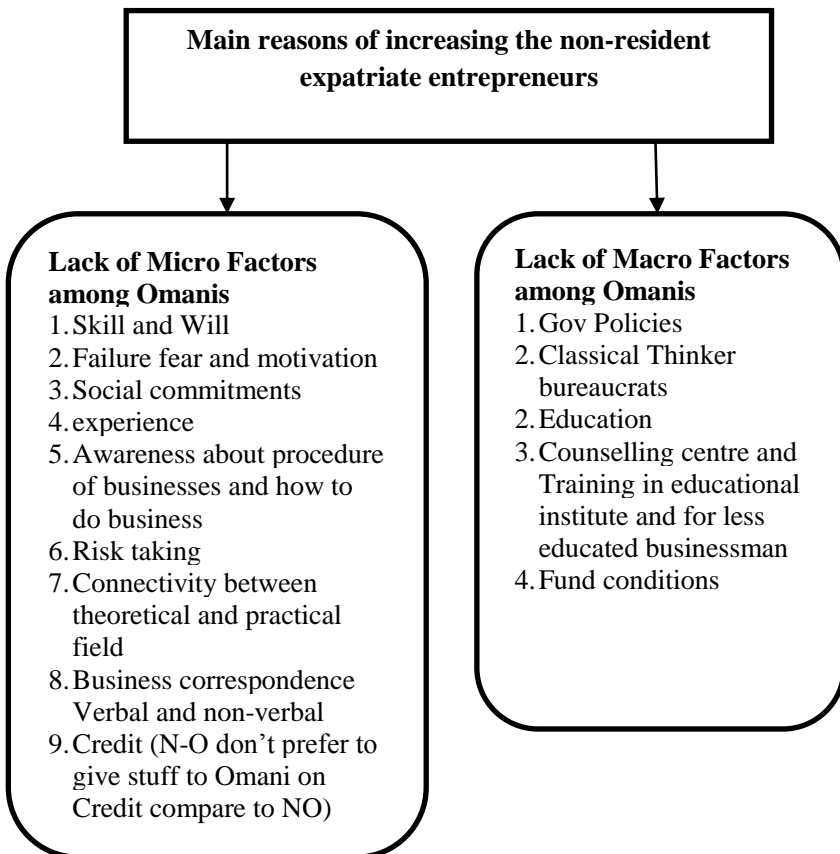 Main reasons of increasing the non-resident
expatriate entrepreneurs
Lack of Micro Factors
among Omanis
1. Skill and Will
2. Failure fear and motivation
3. Social commitments
4. experience
5. Awareness about procedure
of businesses and how to
do business
6. Risk taking
7. Connectivity between
theoretical and practical
field
8. Business correspondence
Verbal and non-verbal
9. Credit (N-O don’t prefer to
give stuff to Omani on
Credit compare to NO)
Lack of Macro Factors
among Omanis
1. Gov Policies
2. Classical Thinker
bureaucrats
2. Education
3. Counselling centre and
Training in educational
institute and for less
educated businessman
4. Fund conditions